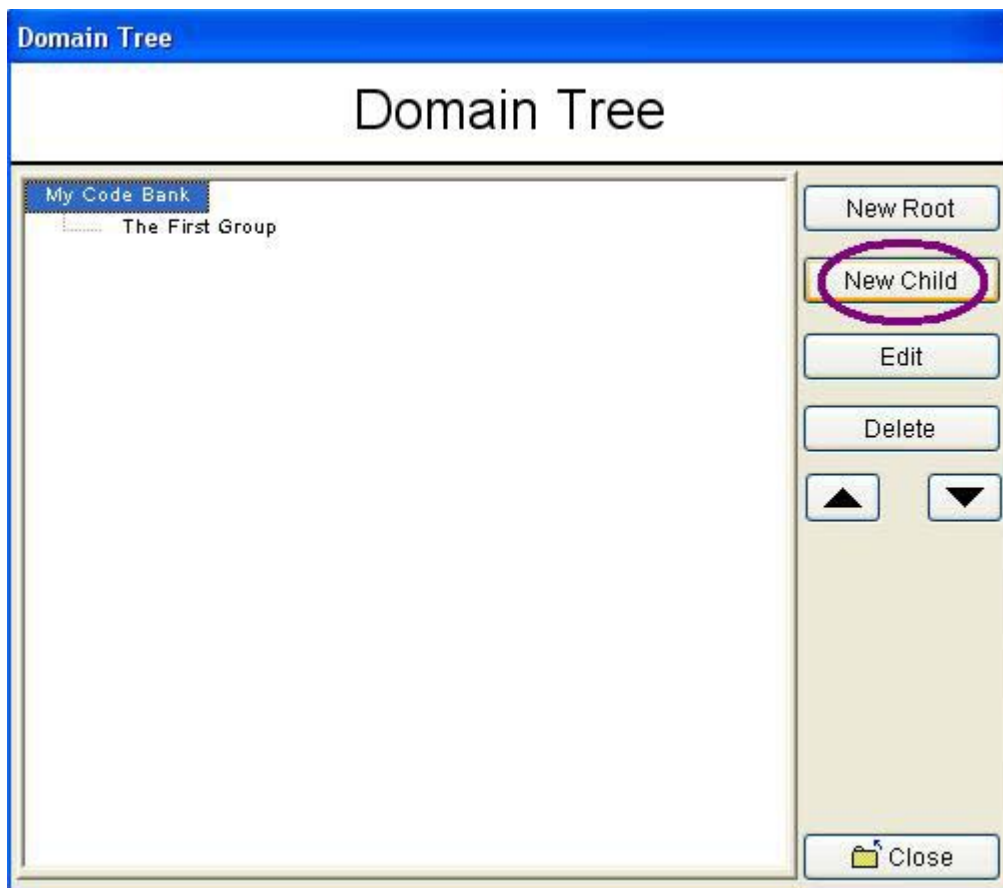 Domain Tree
Domain Tree
My Code Bank
The First Group
New Root
New Child
Edit
Delete
Close